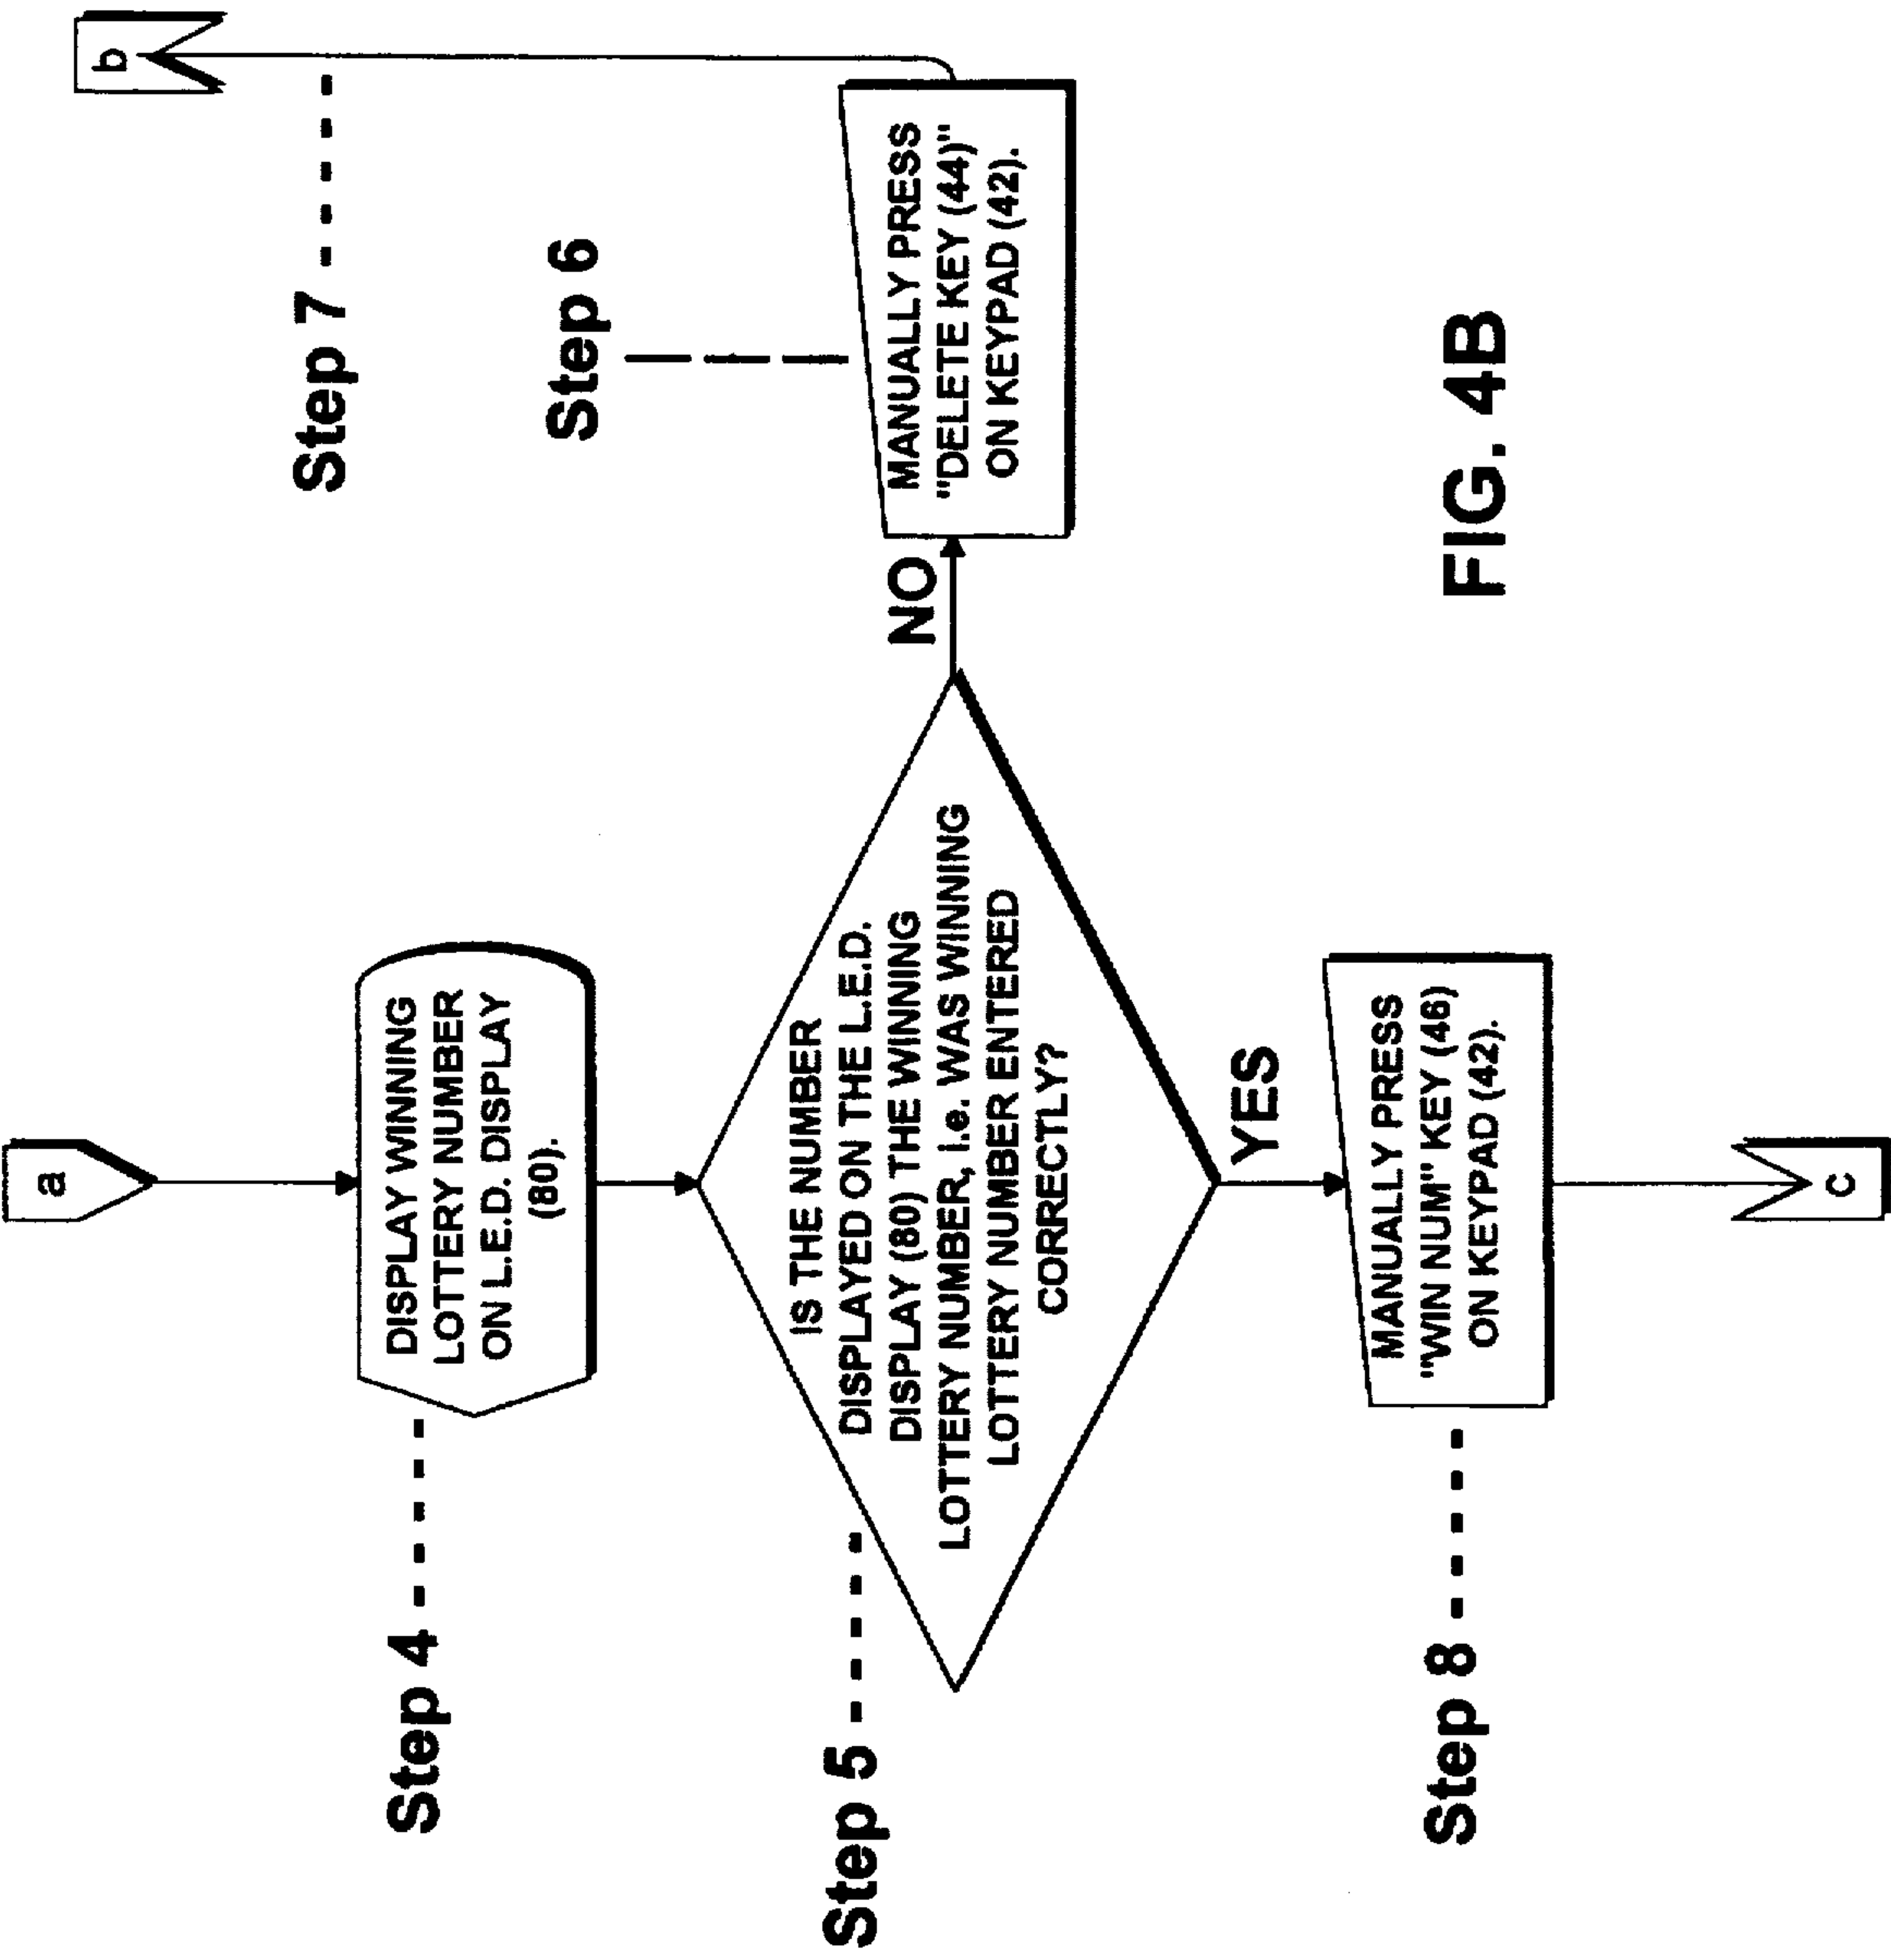 a
b
Step 4
DISPLAY WINNING
LOTTERY NUMBER
ON L.E.D. DISPLAY
(80).
Step 5
IS THE NUMBER
DISPLAYED ON THE L.E.D.
DISPLAY (80) THE WINNING
LOTTERY NUMBER, i.e. WAS WINNING
LOTTERY NUMBER ENTERED
CORRECTLY?
NO
Step 7
Step 6
MANUALLY PRESS
"DELETE KEY (44)"
ON KEYPAD (42).
YES
Step 8
MANUALLY PRESS
"WIN NUM" KEY (46)
ON KEYPAD (42).
c
FIG. 4B